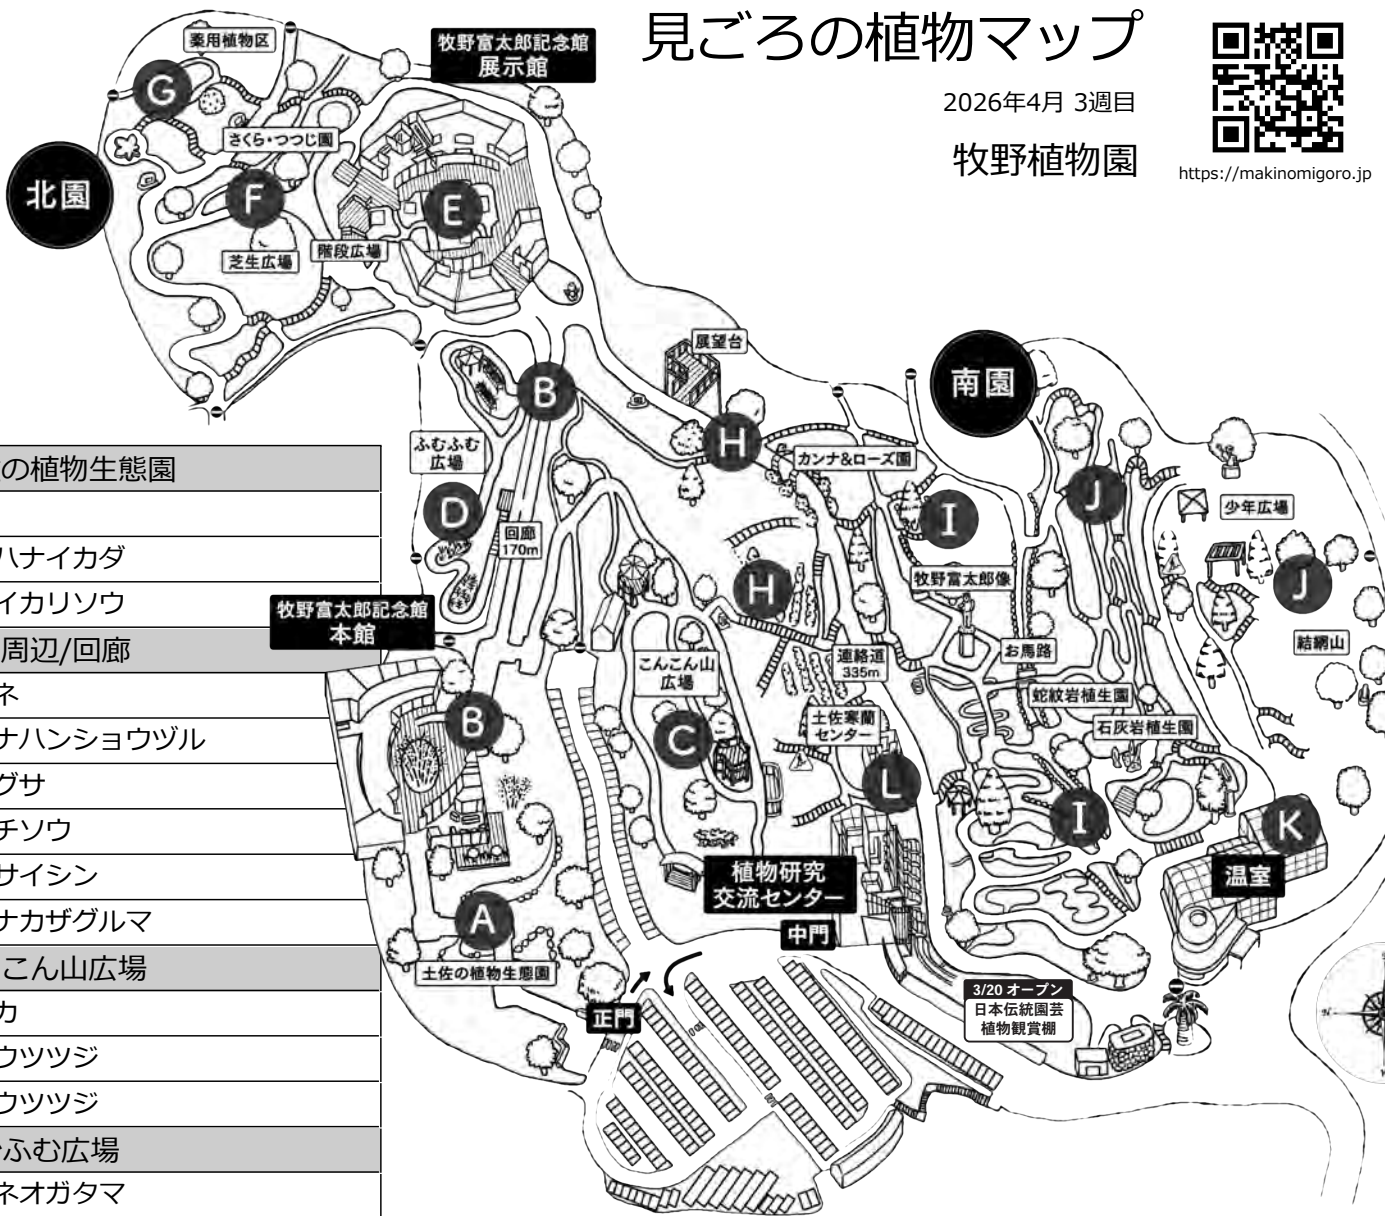 見ごろの植物マップ
2026年4月 3週目
牧野植物園
https://makinomigoro.jp
薬用植物区
牧野富太郎記念館
展示館
G
さくら・つつじ園
北園
F
E
芝生広場
階段広場
展望台
南園
B
H
ふむふむ
広場
カンナ&ローズ園
D
I
J
少年広場
回廊
170m
H
牧野富太郎像
J
牧野富太郎記念館
本館
こんこん山
広場
連絡道
335m
お馬路
結網山
蛇紋岩植生園
B
C
土佐寒蘭
センター
石灰岩植生園
L
I
K
植物研究
交流センター
温室
A
中門
土佐の植物生態園
正門
3/20 オープン
日本伝統園芸
植物観賞棚
の植物生態園
ハナイカダ
イカリソウ
周辺/回廊
ネ
ナハンショウヅル
グサ
チソウ
サイシン
ナカザグルマ
こん山広場
カ
ウツツジ
ウツツジ
ふむ広場
ネオガタマ